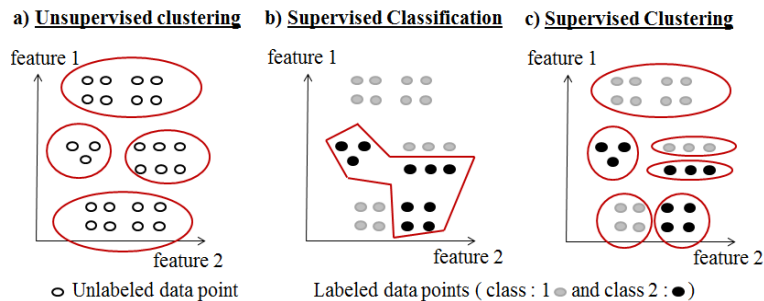 a) Unsupervised clustering
b) Supervised Classification
c) Supervised Clustering
feature 1
feature 1
feature 1
feature 2
feature 2
feature 2
Unlabeled data point
Labeled data points ( class : 1 and class 2 : )